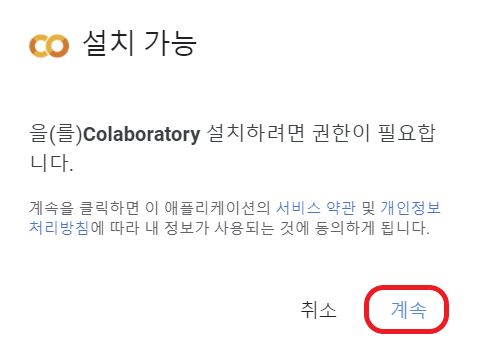 설치 가능
을(를)Colaboratory 설치하려면 권한이 필요합
니다.
계속을 클릭하면 이 애플리케이션의 서비스 약관 및 개인정보
처리방침에 따라 내 정보가 사용되는 것에 동의하게 됩니다.
취소 계속